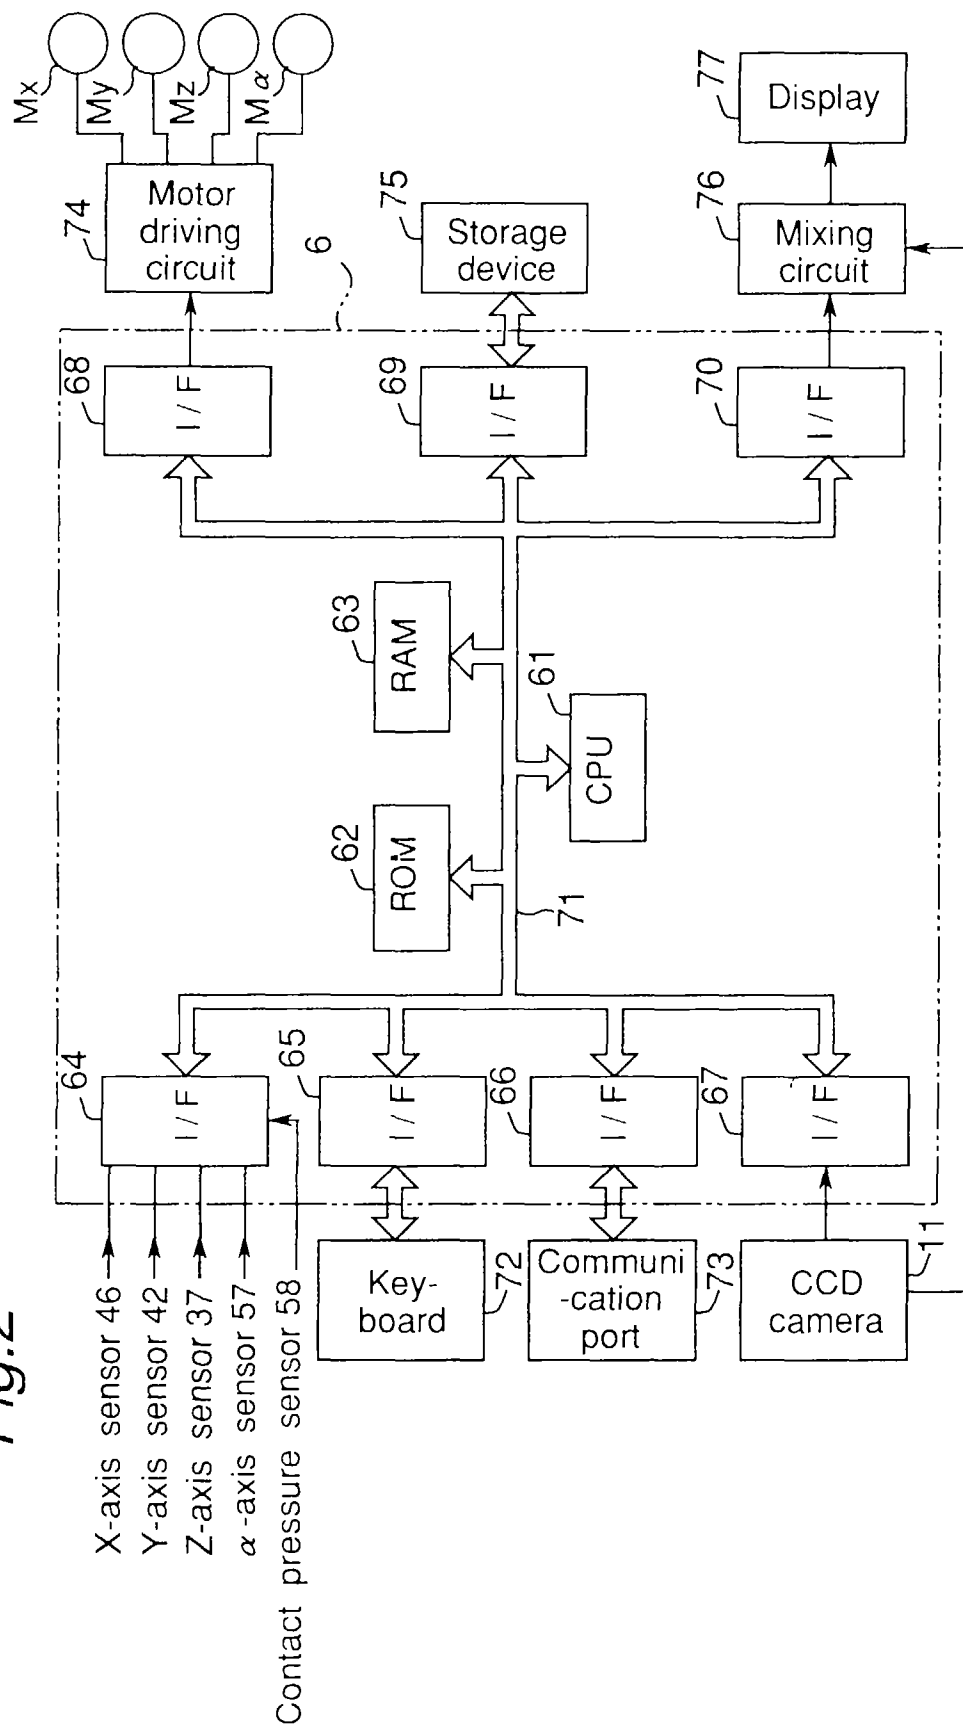 Fig.2
Mx
My
Mz
Mα
74
Motor
driving
circuit
75
Storage
device
76
Mixing
circuit
77
Display
6
68
I/F
69
I/F
70
I/F
63
RAM
61
CPU
62
ROM
71
64
I/F
65
I/F
66
I/F
67
I/F
X-axis sensor 46
Y-axis sensor 42
Z-axis sensor 37
α-axis sensor 57
Contact pressure sensor 58
Key-
board
72
Communi
-cation
port
73
CCD
camera
11